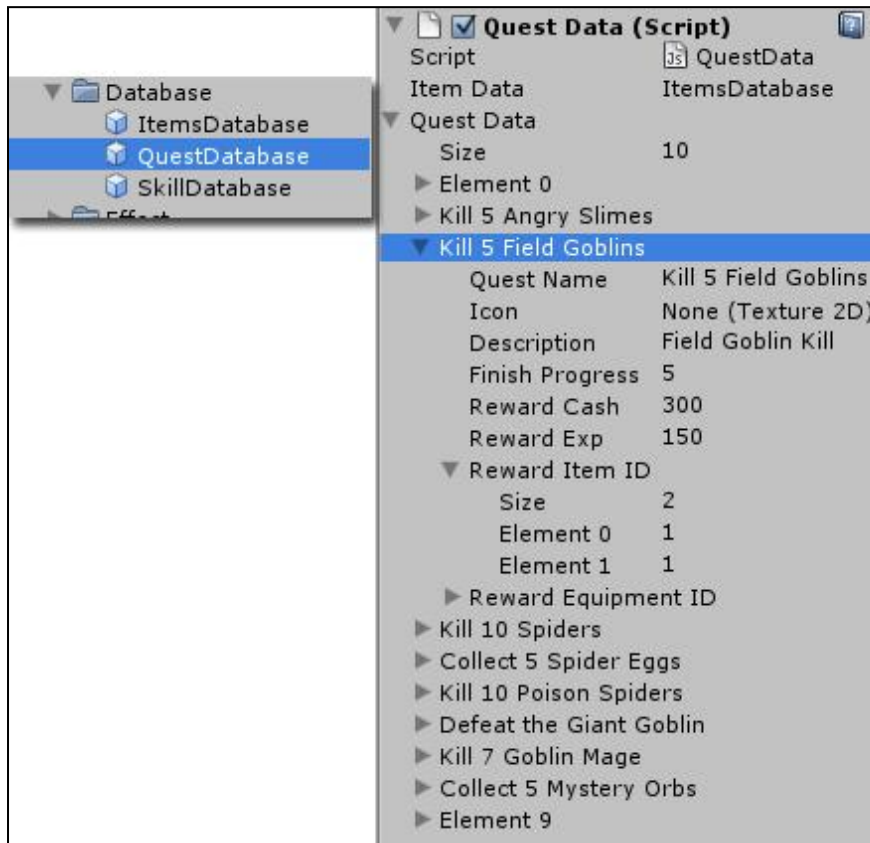 Database
ItemsDatabase
QuestDatabase
SkillDatabase
Effect
Quest Data (Script)
Script JS QuestData
Item Data ItemsDatabase
Quest Data
Size 10
Element 0
Kill 5 Angry Slimes
Kill 5 Field Goblins
Quest Name Kill 5 Field Goblins
Icon None (Texture 2D)
Description Field Goblin Kill
Finish Progress 5
Reward Cash 300
Reward Exp 150
Reward Item ID
Size 2
Element 0 1
Element 1 1
Reward Equipment ID
Kill 10 Spiders
Collect 5 Spider Eggs
Kill 10 Poison Spiders
Defeat the Giant Goblin
Kill 7 Goblin Mage
Collect 5 Mystery Orbs
Element 9